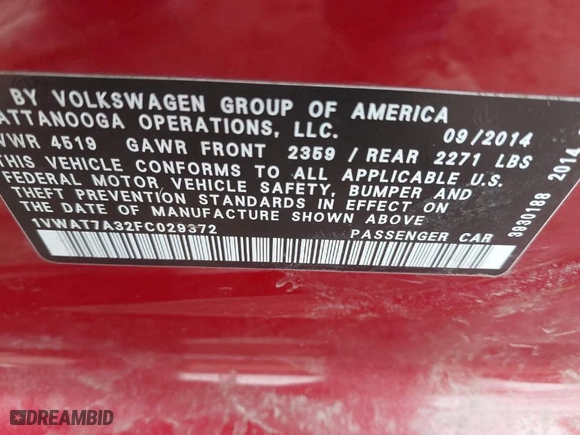 BY VOLKSWAGEN GROUP OF AMERICA
ATTANOOGA OPERATIONS, LLC. 09/2014
VWR 4519 GAWR FRONT 2359 / REAR 2271 LBS
THIS VEHICLE CONFORMS TO ALL APPLICABLE U.S.
FEDERAL MOTOR VEHICLE SAFETY, BUMPER AND
THEFT PREVENTION STANDARDS IN EFFECT ON
THE DATE OF MANUFACTURE SHOWN ABOVE
1VWAT7A32FC029372 PASSENGER CAR
3930188 2014
DREAMBID